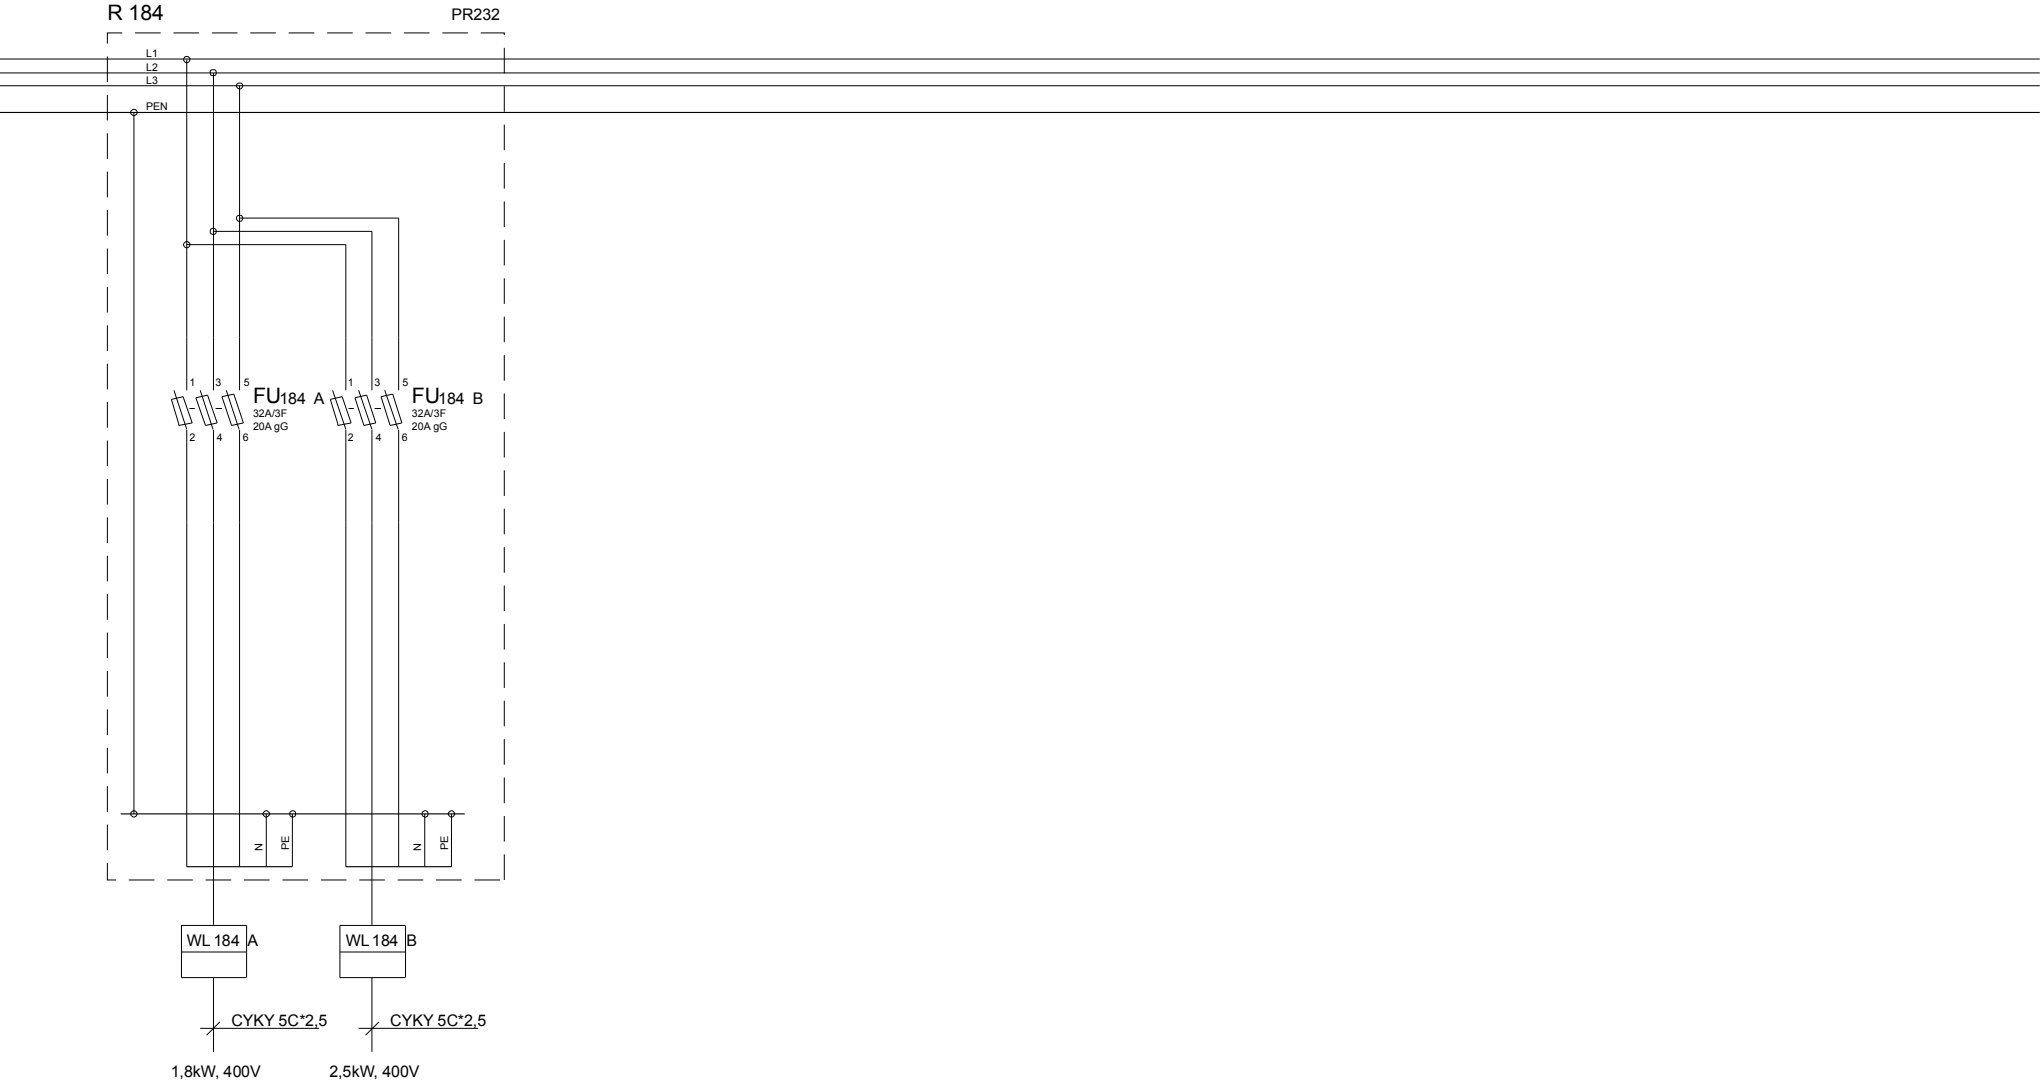 R 184 PR232
L1
L2
L3
PEN
1 3 5 1 3 5
FU184 A FU184 B
32A/3F 32A/3F
20A gG 20A gG
2 4 6 2 4 6
N PE N PE
WL 184 A WL 184 B
CYKY 5C*2,5 CYKY 5C*2,5
1,8kW, 400V 2,5kW, 400V